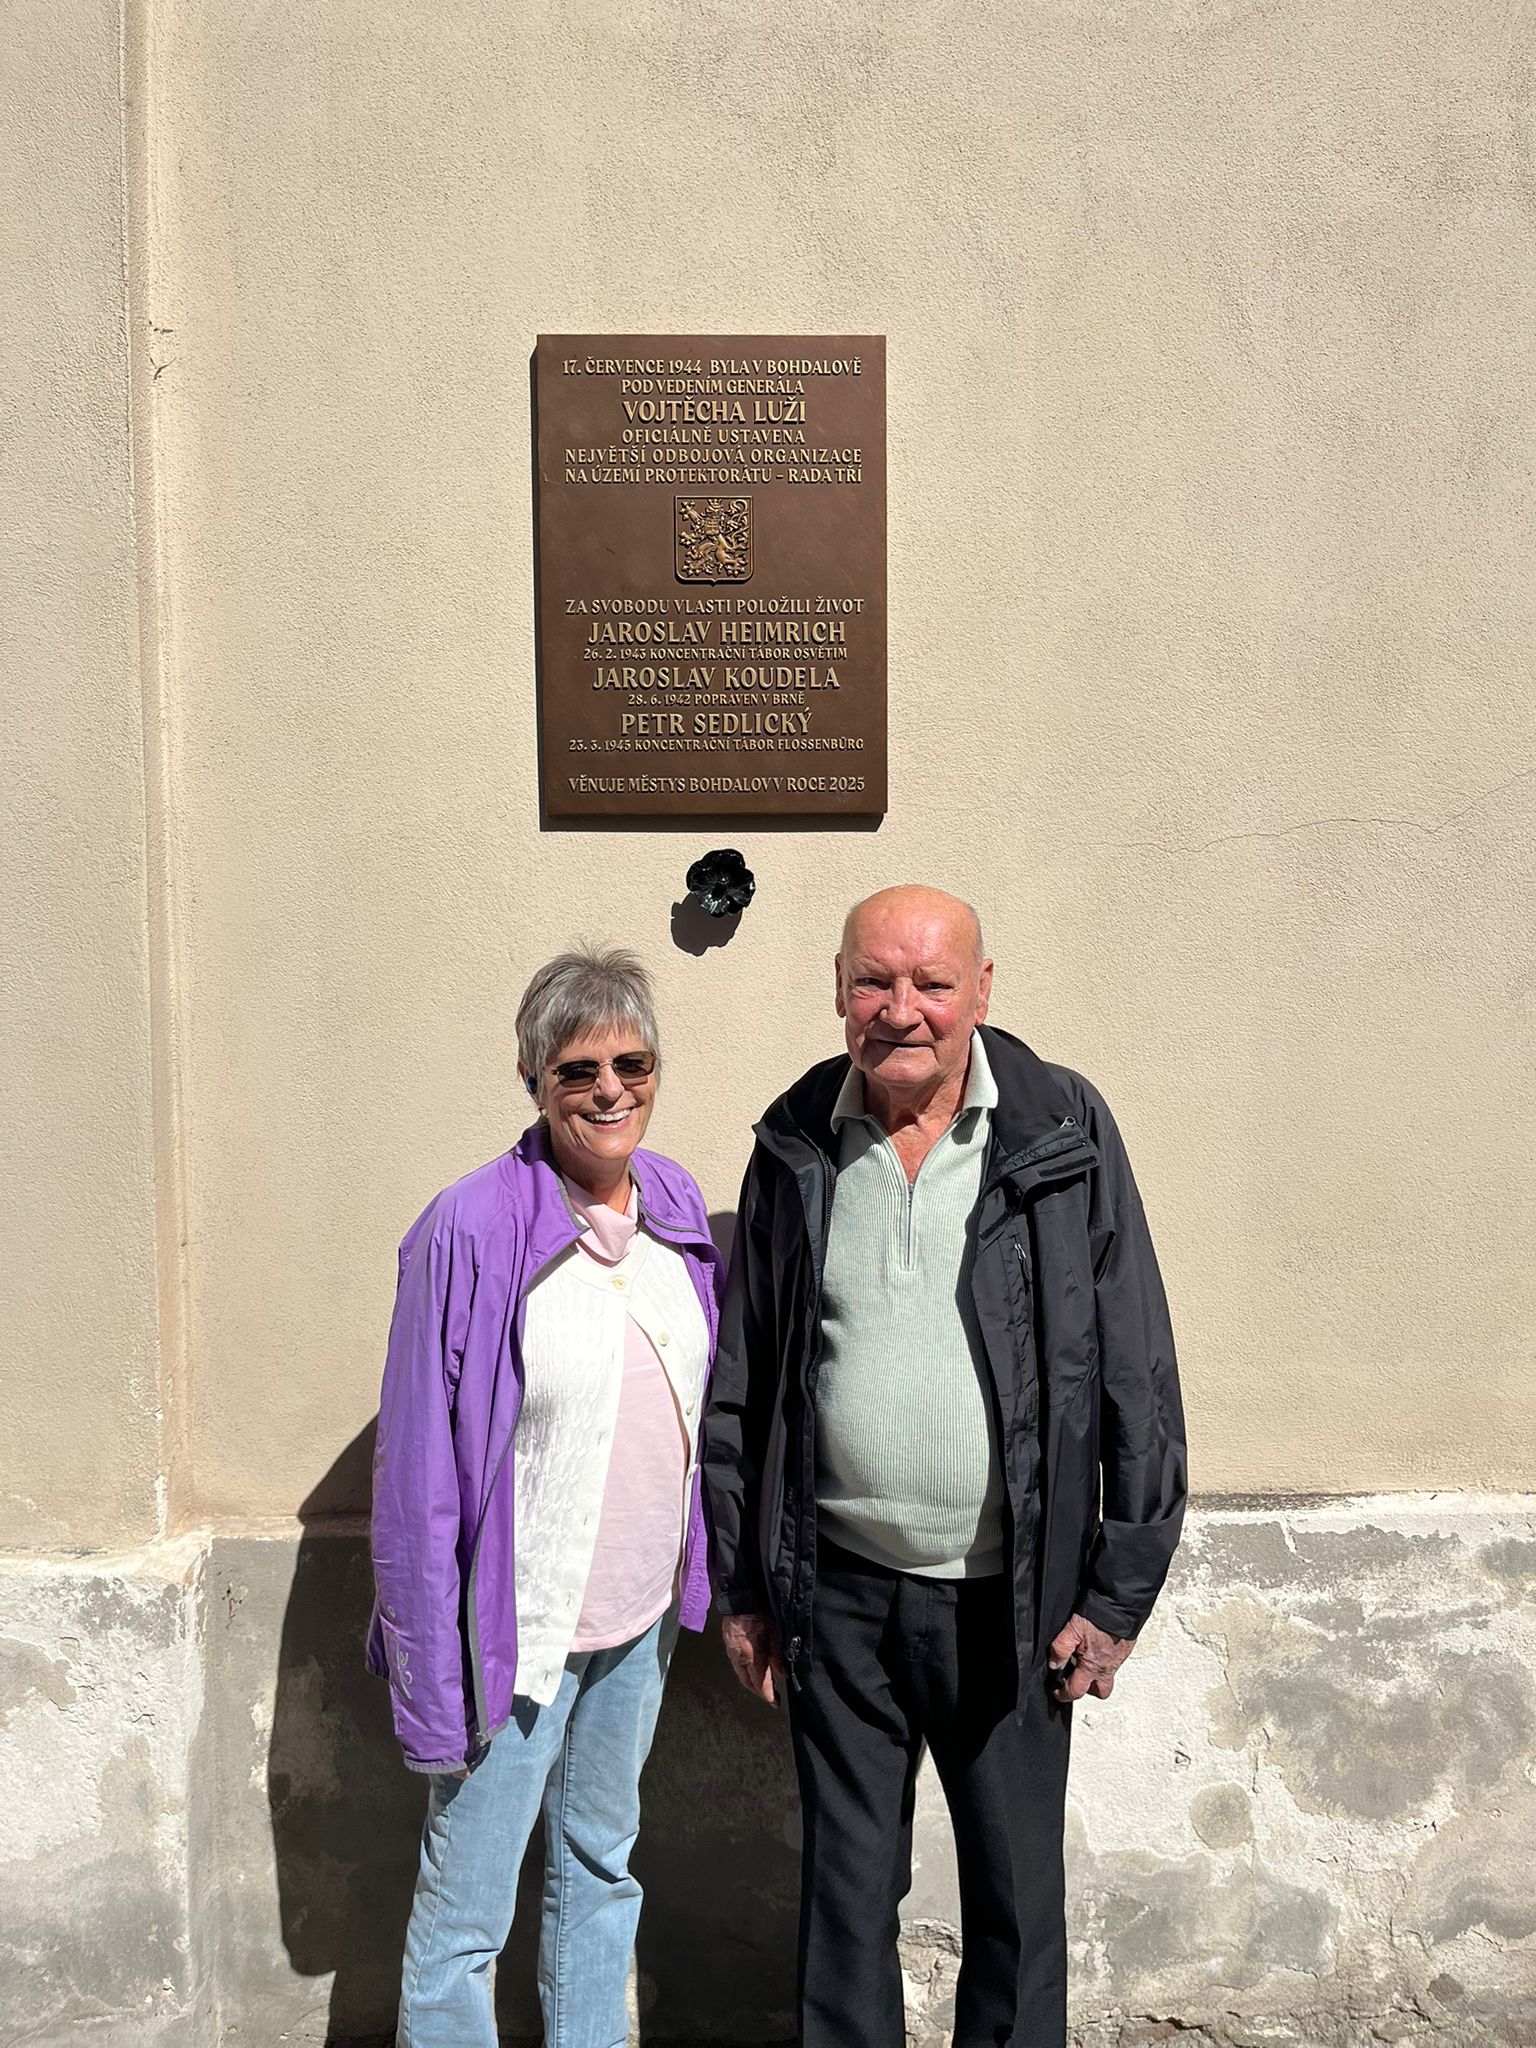 17. ČERVENCE 1944 BYLA V BOHDALOVĚ
POD VEDENÍM GENERÁLA
VOJTĚCHA LUŽI
OFICIÁLNĚ USTAVENA
NEJVĚTŠÍ ODBOJOVÁ ORGANIZACE
NA ÚZEMÍ PROTEKTORÁTU – RADA TŘÍ
ZA SVOBODU VLASTI POLOŽILI ŽIVOT
JAROSLAV HEIMRICH
26. 2. 1943 KONCENTRAČNÍ TÁBOR OSVĚTIM
JAROSLAV KOUDELA
28. 6. 1942 POPRAVEN V BRNĚ
PETR SEDLICKÝ
23. 3. 1945 KONCENTRAČNÍ TÁBOR FLOSSENBÜRG
VĚNUJE MĚSTYS BOHDALOV V ROCE 2025